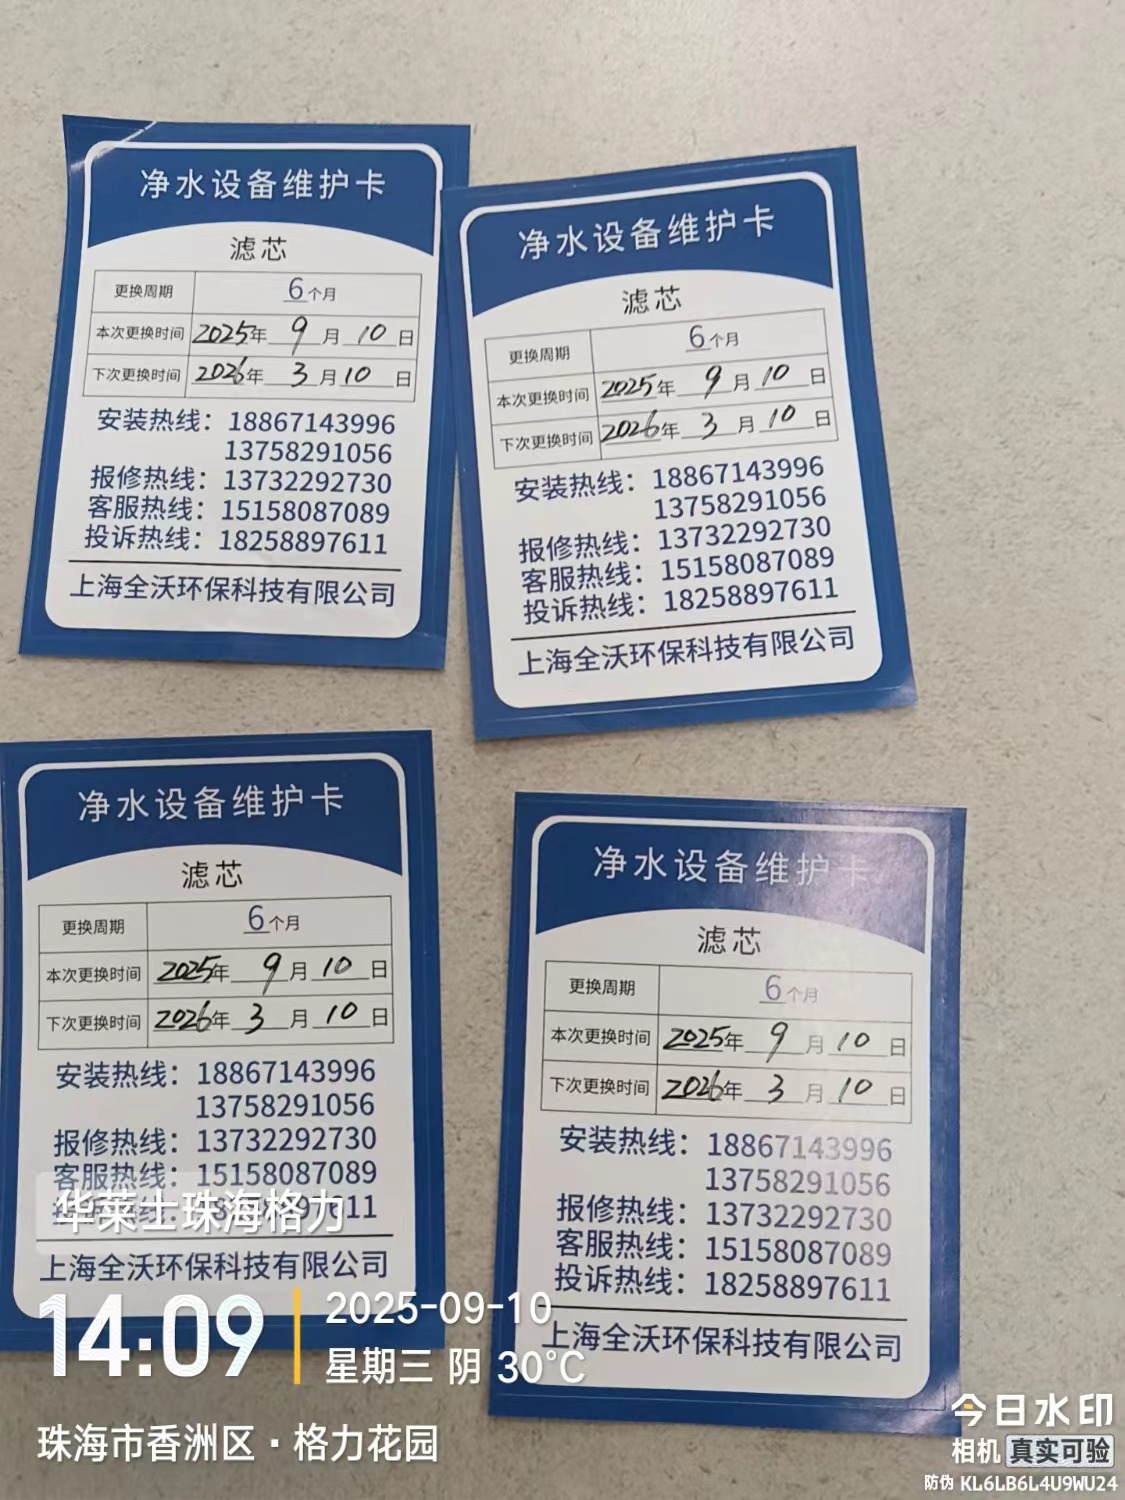 净水设备维护卡
滤芯
更换周期 6个月
本次更换时间 2025年 9 月 10 日
下次更换时间 2026年 3 月 10 日
安装热线：18867143996
13758291056
报修热线：13732292730
客服热线：15158087089
投诉热线：18258897611
上海全沃环保科技有限公司
净水设备维护卡
滤芯
更换周期 6个月
本次更换时间 2025年 9 月 10 日
下次更换时间 2026年 3 月 10 日
安装热线：18867143996
13758291056
报修热线：13732292730
客服热线：15158087089
投诉热线：18258897611
上海全沃环保科技有限公司
净水设备维护卡
滤芯
更换周期 6个月
本次更换时间 2025年 9 月 10 日
下次更换时间 2026年 3 月 10 日
安装热线：18867143996
13758291056
报修热线：13732292730
客服热线：15158087089
华莱士珠海格力
上海全沃环保科技有限公司
净水设备维护卡
滤芯
更换周期 6个月
本次更换时间 2025年 9 月 10 日
下次更换时间 2026年 3 月 10 日
安装热线：18867143996
13758291056
报修热线：13732292730
客服热线：15158087089
投诉热线：18258897611
上海全沃环保科技有限公司
14:09
2025-09-10
星期三 阴 30°C
珠海市香洲区·格力花园
今日水印
相机 真实可验
防伪 KL6LB6L4U9WU24